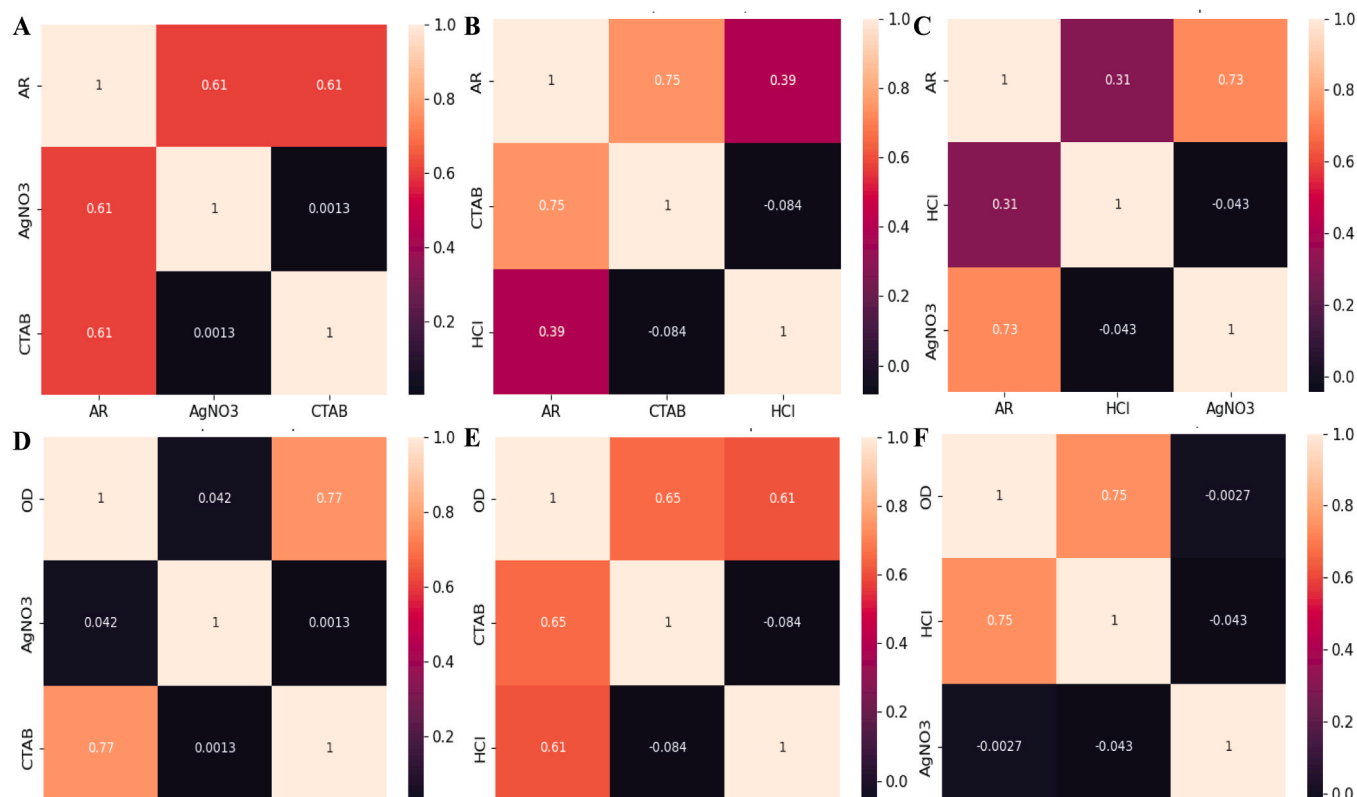 A
AR
AgNO3
CTAB
1 0.61 0.61
0.61 1 0.0013
0.61 0.0013 1
AR AgNO3 CTAB
1.0
0.8
0.6
0.4
0.2
B
AR
CTAB
HCl
1 0.75 0.39
0.75 1 -0.084
0.39 -0.084 1
AR CTAB HCl
1.0
0.8
0.6
0.4
0.2
0.0
C
AR
HCl
AgNO3
1 0.31 0.73
0.31 1 -0.043
0.73 -0.043 1
AR HCl AgNO3
1.0
0.8
0.6
0.4
0.2
0.0
D
OD
AgNO3
CTAB
1 0.042 0.77
0.042 1 0.0013
0.77 0.0013 1
1.0
0.8
0.6
0.4
0.2
E
OD
CTAB
HCl
1 0.65 0.61
0.65 1 -0.084
0.61 -0.084 1
1.0
0.8
0.6
0.4
0.2
0.0
F
OD
HCl
AgNO3
1 0.75 -0.0027
0.75 1 -0.043
-0.0027 -0.043 1
1.0
0.8
0.6
0.4
0.2
0.0